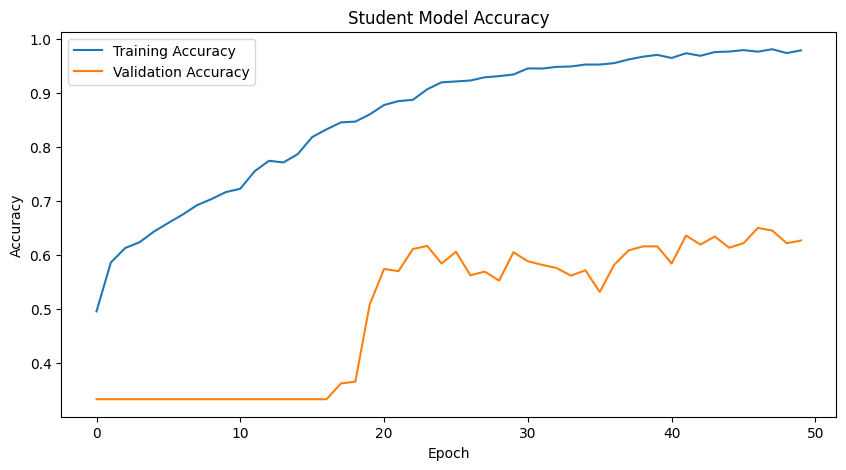 Student Model Accuracy
Training Accuracy
Validation Accuracy
1.0
0.9
0.8
0.7
0.6
0.5
0.4
Accuracy
0 10 20 30 40 50
Epoch